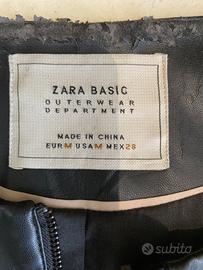 ZARA BASIC
OUTERWEAR
DEPARTMENT
MADE IN CHINA
EUR M USA M MEX 28
subito